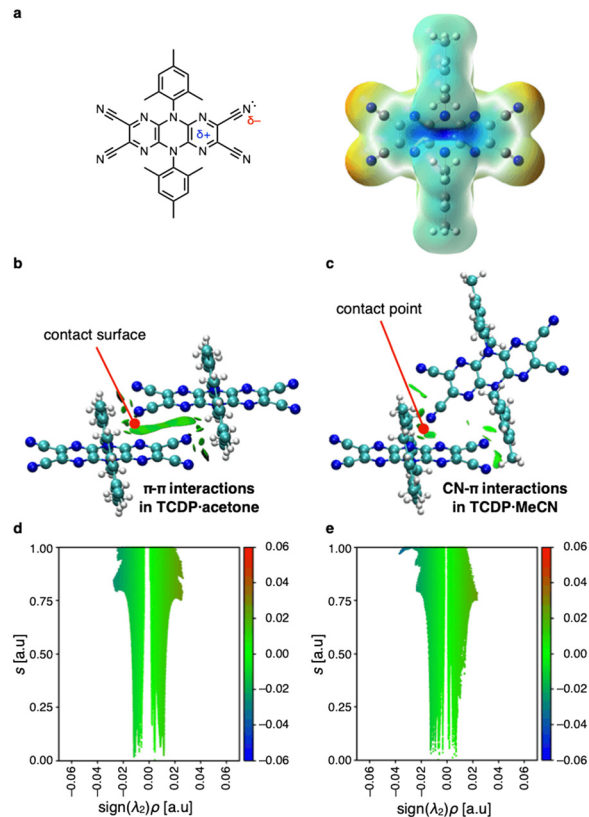 a
N
N
N
N
N
N
N
N
N
N
δ+
δ−
b
c
contact surface
contact point
π-π interactions
in TCDP·acetone
CN-π interactions
in TCDP·MeCN
d
e
1.00
0.75
0.50
0.25
0.00
s [a.u]
−0.06
−0.04
−0.02
0.00
0.02
0.04
0.06
sign(λ₂)ρ [a.u]
0.06
0.04
0.02
0.00
−0.02
−0.04
−0.06
1.00
0.75
0.50
0.25
0.00
s [a.u]
−0.06
−0.04
−0.02
0.00
0.02
0.04
0.06
sign(λ₂)ρ [a.u]
0.06
0.04
0.02
0.00
−0.02
−0.04
−0.06